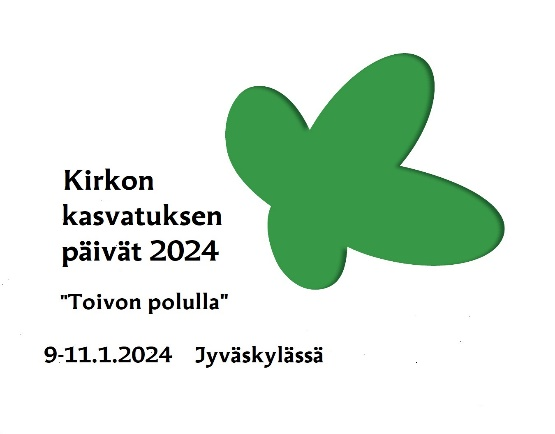 Kirkon
kasvatuksen
päivät 2024
"Toivon polulla"
9-11.1.2024 Jyväskylässä